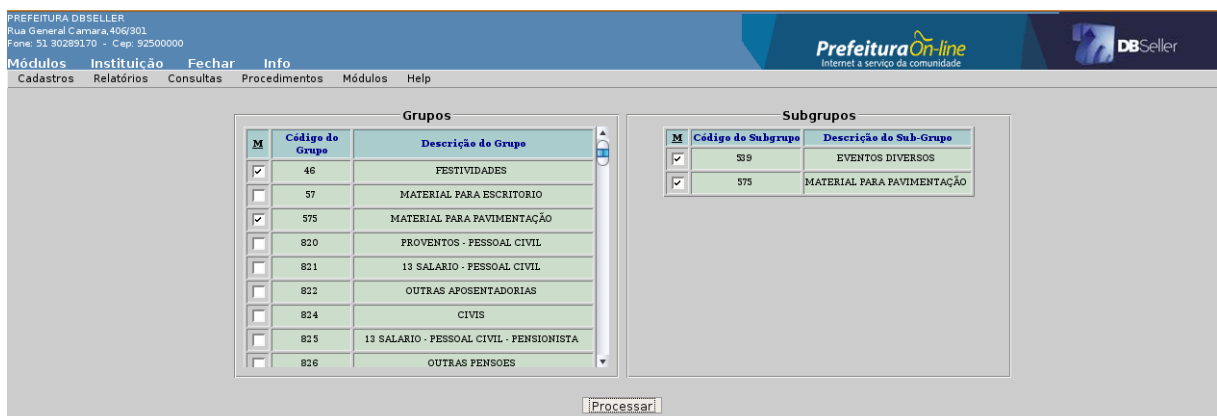 PREFEITURA DBSELLER
Rua General Camara,406/301
Fone: 51 30289170 - Cep: 92500000
Módulos Instituição Fechar Info
Prefeitura On-line
Internet a serviço da comunidade
DBSeller
Cadastros Relatórios Consultas Procedimentos Módulos Help
Grupos
M Código do Grupo Descrição do Grupo
46 FESTIVIDADES
57 MATERIAL PARA ESCRITORIO
575 MATERIAL PARA PAVIMENTAÇÃO
820 PROVENTOS - PESSOAL CIVIL
821 13 SALARIO - PESSOAL CIVIL
822 OUTRAS APOSENTADORIAS
824 CIVIS
825 13 SALARIO - PESSOAL CIVIL - PENSIONISTA
826 OUTRAS PENSOES
Subgrupos
M Código do Subgrupo Descrição do Sub-Grupo
539 EVENTOS DIVERSOS
575 MATERIAL PARA PAVIMENTAÇÃO
Processar